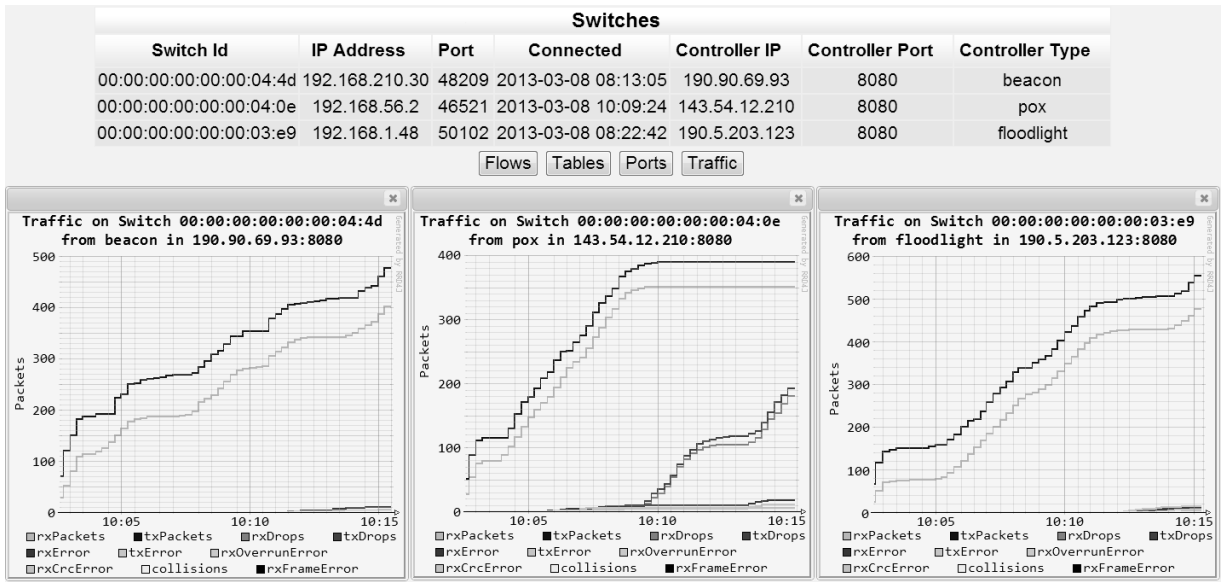 Switches
Switch Id IP Address Port Connected Controller IP Controller Port Controller Type
00:00:00:00:00:00:04:4d 192.168.210.30 48209 2013-03-08 08:13:05 190.90.69.93 8080 beacon
00:00:00:00:00:00:04:0e 192.168.56.2 46521 2013-03-08 10:09:24 143.54.12.210 8080 pox
00:00:00:00:00:00:03:e9 192.168.1.48 50102 2013-03-08 08:22:42 190.5.203.123 8080 floodlight
Flows Tables Ports Traffic
Traffic on Switch 00:00:00:00:00:00:04:4d
from beacon in 190.90.69.93:8080
Generated by RRD4J
Packets
500
400
300
200
100
0
10:05 10:10 10:15
rxPackets txPackets rxDrops txDrops
rxError txError rxOverrunError
rxCrcError collisions rxFrameError
Traffic on Switch 00:00:00:00:00:00:04:0e
from pox in 143.54.12.210:8080
Generated by RRD4J
Packets
400
300
200
100
0
10:05 10:10 10:15
rxPackets txPackets rxDrops txDrops
rxError txError rxOverrunError
rxCrcError collisions rxFrameError
Traffic on Switch 00:00:00:00:00:00:03:e9
from floodlight in 190.5.203.123:8080
Generated by RRD4J
Packets
600
500
400
300
200
100
0
10:05 10:10 10:15
rxPackets txPackets rxDrops txDrops
rxError txError rxOverrunError
rxCrcError collisions rxFrameError